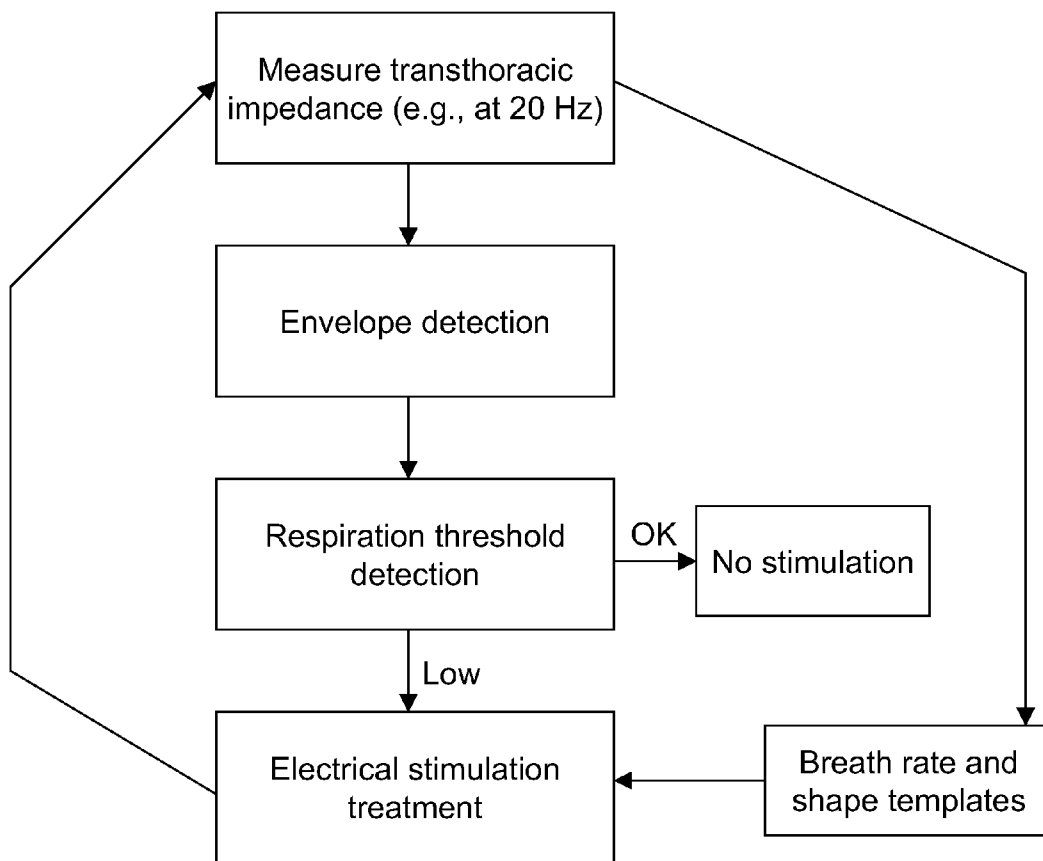 Measure transthoracic
impedance (e.g., at 20 Hz)
Envelope detection
Respiration threshold
detection
OK
No stimulation
Low
Electrical stimulation
treatment
Breath rate and
shape templates